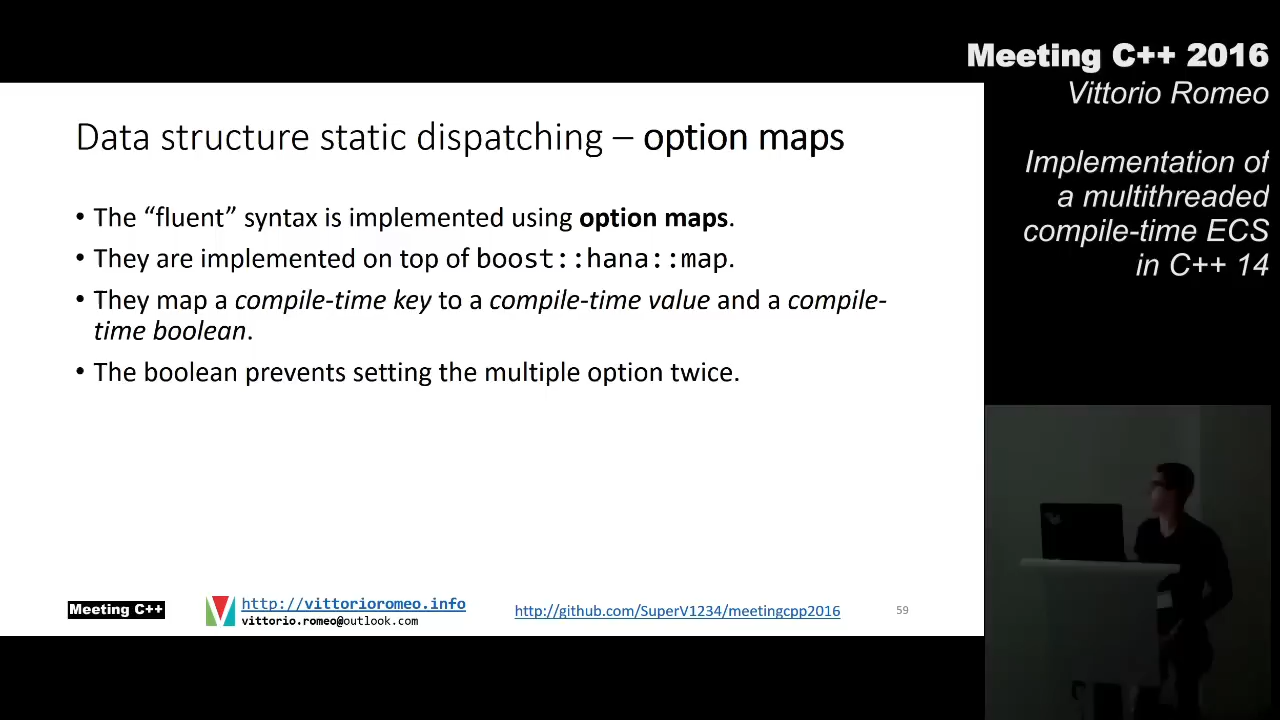 Meeting C++ 2016
Vittorio Romeo
Implementation of
a multithreaded
compile-time ECS
in C++ 14
Data structure static dispatching – option maps
• The “fluent” syntax is implemented using option maps.
• They are implemented on top of boost::hana::map.
• They map a compile-time key to a compile-time value and a compile-
time boolean.
• The boolean prevents setting the multiple option twice.
Meeting C++
http://vittorioromeo.info
vittorio.romeo@outlook.com
http://github.com/SuperV1234/meetingcpp2016
59